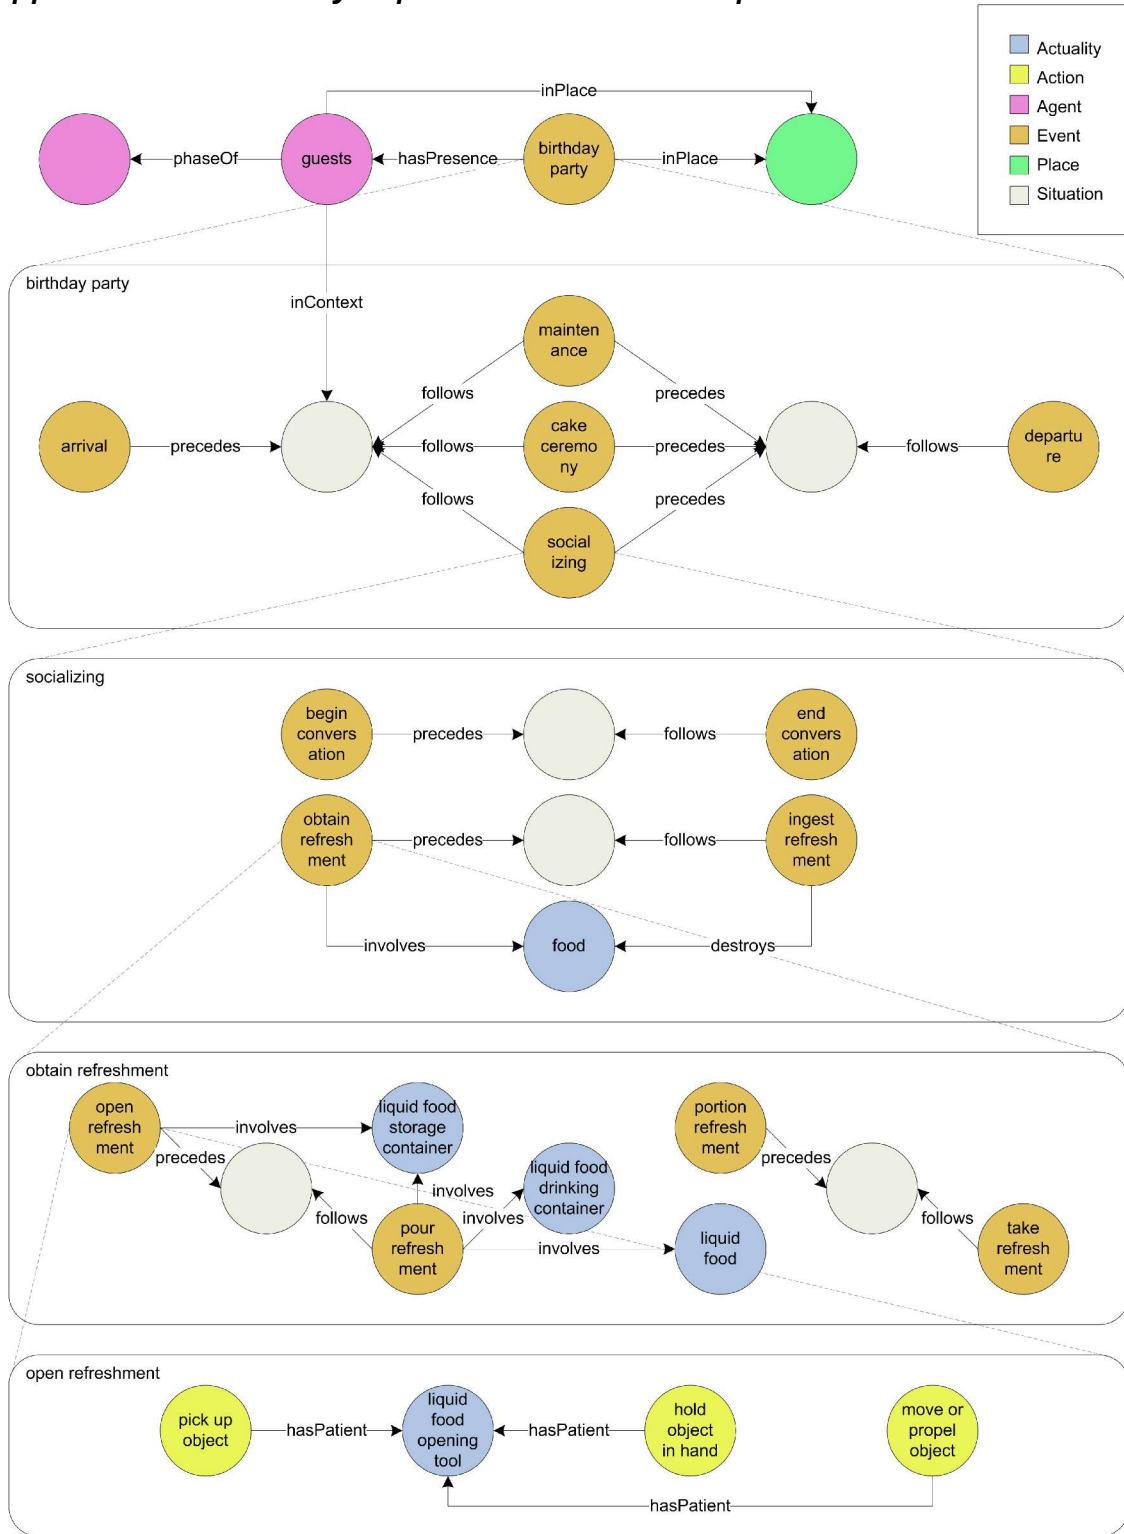 Actuality
Action
Agent
Event
Place
Situation
inPlace
phaseOf
guests
hasPresence
birthday
party
inPlace
birthday party
inContext
mainten
ance
follows
precedes
arrival
precedes
follows
cake
ceremo
ny
precedes
follows
departu
re
follows
precedes
social
izing
socializing
begin
convers
ation
precedes
follows
end
convers
ation
obtain
refresh
ment
precedes
follows
ingest
refresh
ment
involves
food
destroys
obtain refreshment
open
refresh
ment
involves
liquid food
storage
container
portion
refresh
ment
precedes
precedes
liquid food
drinking
container
involves
follows
involves
follows
pour
refresh
ment
involves
liquid
food
take
refresh
ment
open refreshment
pick up
object
hasPatient
liquid
food
opening
tool
hasPatient
hold
object
in hand
move or
propel
object
hasPatient